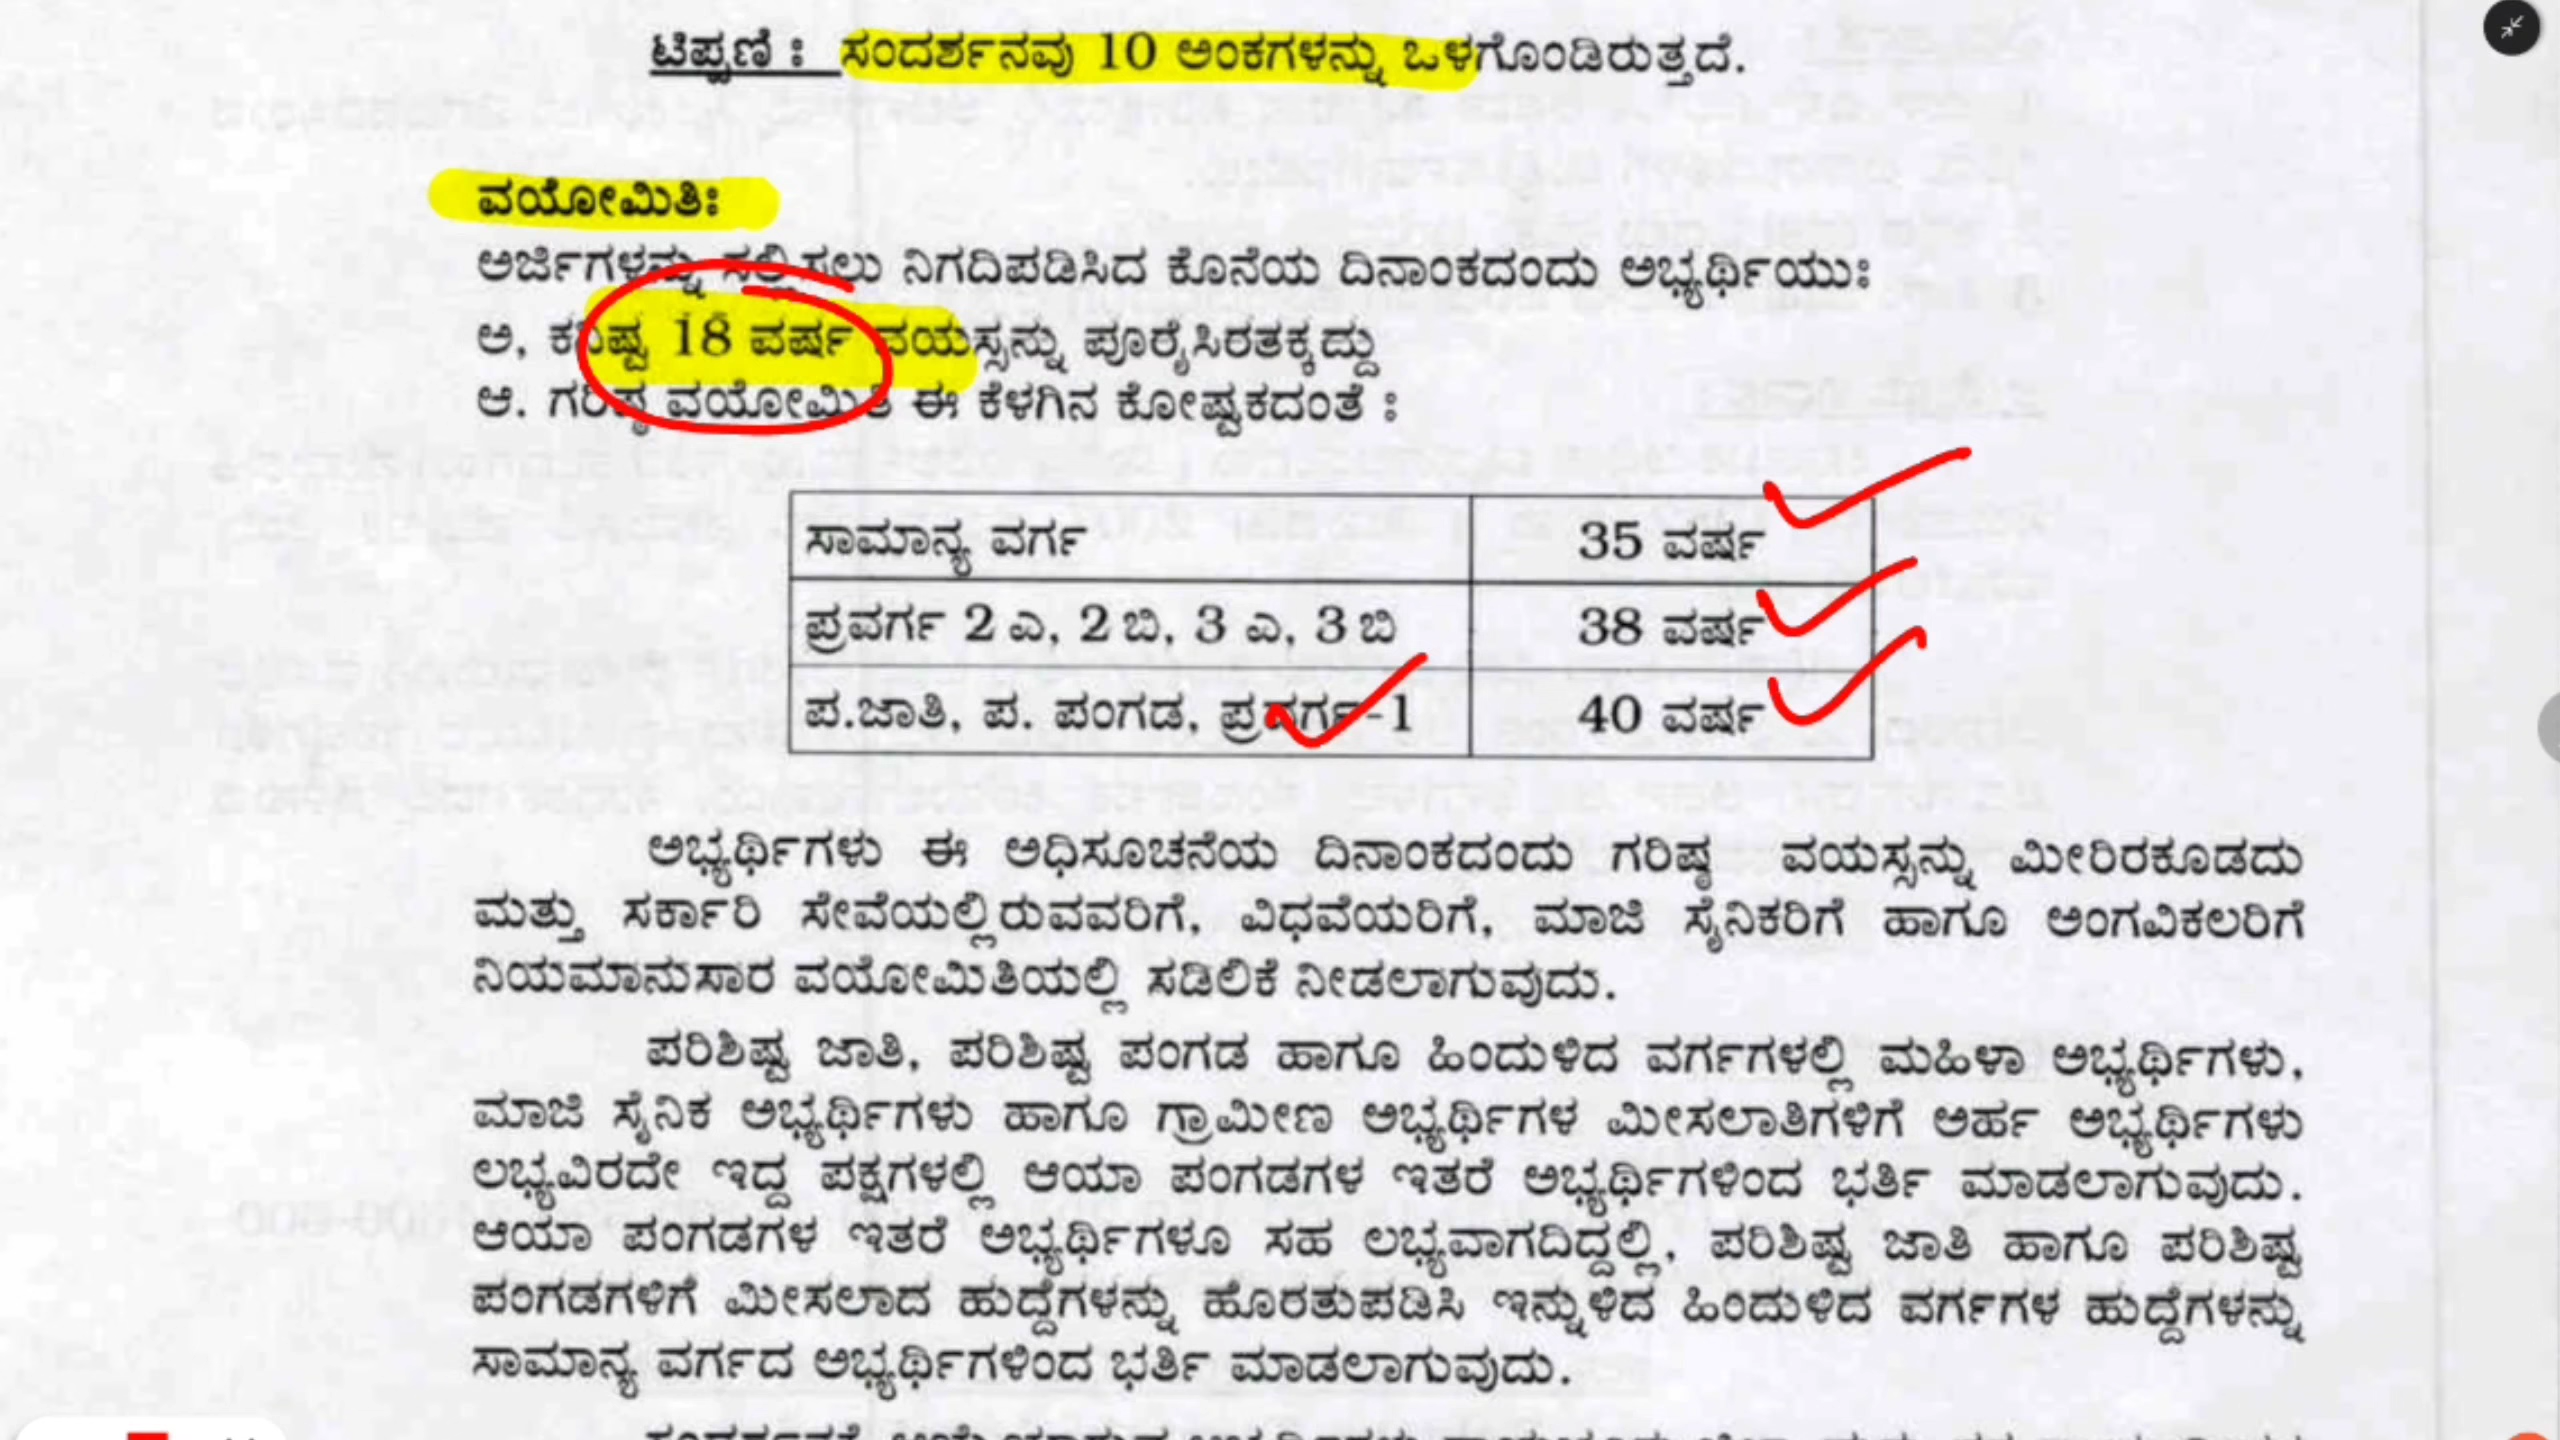 ಟಿಪ್ಪಣಿ : ಸಂದರ್ಶನವು 10 ಅಂಕಗಳನ್ನು ಒಳಗೊಂಡಿರುತ್ತದೆ.
ವಯೋಮಿತಿಃ
ಅರ್ಜಿಗಳನ್ನು ಸಲ್ಲಿಸಲು ನಿಗದಿಪಡಿಸಿದ ಕೊನೆಯ ದಿನಾಂಕದಂದು ಅಭ್ಯರ್ಥಿಯುಃ
ಅ, ಕನಿಷ್ಟ 18 ವರ್ಷ ವಯಸ್ಸನ್ನು ಪೂರೈಸಿರತಕ್ಕದ್ದು
ಆ. ಗರಿಷ್ಠ ವಯೋಮಿತಿ ಈ ಕೆಳಗಿನ ಕೋಷ್ಟಕದಂತೆ :
ಸಾಮಾನ್ಯ ವರ್ಗ 35 ವರ್ಷ
ಪ್ರವರ್ಗ 2 ಎ, 2 ಬಿ, 3 ಎ, 3 ಬಿ 38 ವರ್ಷ
ಪ.ಜಾತಿ, ಪ. ಪಂಗಡ, ಪ್ರವರ್ಗ-1 40 ವರ್ಷ
ಅಭ್ಯರ್ಥಿಗಳು ಈ ಅಧಿಸೂಚನೆಯ ದಿನಾಂಕದಂದು ಗರಿಷ್ಠ ವಯಸ್ಸನ್ನು ಮೀರಿರಕೂಡದು
ಮತ್ತು ಸರ್ಕಾರಿ ಸೇವೆಯಲ್ಲಿರುವವರಿಗೆ, ವಿಧವೆಯರಿಗೆ, ಮಾಜಿ ಸೈನಿಕರಿಗೆ ಹಾಗೂ ಅಂಗವಿಕಲರಿಗೆ
ನಿಯಮಾನುಸಾರ ವಯೋಮಿತಿಯಲ್ಲಿ ಸಡಿಲಿಕೆ ನೀಡಲಾಗುವುದು.
ಪರಿಶಿಷ್ಟ ಜಾತಿ, ಪರಿಶಿಷ್ಟ ಪಂಗಡ ಹಾಗೂ ಹಿಂದುಳಿದ ವರ್ಗಗಳಲ್ಲಿ ಮಹಿಳಾ ಅಭ್ಯರ್ಥಿಗಳು,
ಮಾಜಿ ಸೈನಿಕ ಅಭ್ಯರ್ಥಿಗಳು ಹಾಗೂ ಗ್ರಾಮೀಣ ಅಭ್ಯರ್ಥಿಗಳ ಮೀಸಲಾತಿಗಳಿಗೆ ಅರ್ಹ ಅಭ್ಯರ್ಥಿಗಳು
ಲಭ್ಯವಿರದೇ ಇದ್ದ ಪಕ್ಷಗಳಲ್ಲಿ ಆಯಾ ಪಂಗಡಗಳ ಇತರೆ ಅಭ್ಯರ್ಥಿಗಳಿಂದ ಭರ್ತಿ ಮಾಡಲಾಗುವುದು.
ಆಯಾ ಪಂಗಡಗಳ ಇತರೆ ಅಭ್ಯರ್ಥಿಗಳೂ ಸಹ ಲಭ್ಯವಾಗದಿದ್ದಲ್ಲಿ, ಪರಿಶಿಷ್ಟ ಜಾತಿ ಹಾಗೂ ಪರಿಶಿಷ್ಟ
ಪಂಗಡಗಳಿಗೆ ಮೀಸಲಾದ ಹುದ್ದೆಗಳನ್ನು ಹೊರತುಪಡಿಸಿ ಇನ್ನುಳಿದ ಹಿಂದುಳಿದ ವರ್ಗಗಳ ಹುದ್ದೆಗಳನ್ನು
ಸಾಮಾನ್ಯ ವರ್ಗದ ಅಭ್ಯರ್ಥಿಗಳಿಂದ ಭರ್ತಿ ಮಾಡಲಾಗುವುದು.